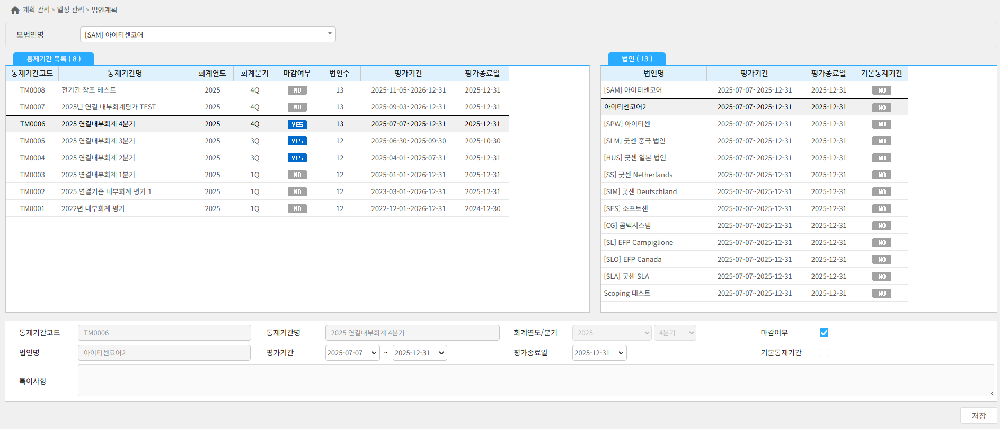 계획 관리 > 일정 관리 > 법인계획
모법인명 [SAM] 아이티센코어
통제기간 목록 ( 8 )
통제기간코드 통제기간명 회계연도 회계분기 마감여부 법인수 평가기간 평가종료일
TM0008 전기간 참조 테스트 2025 4Q NO 13 2025-11-05~2026-12-31 2025-12-31
TM0007 2025년 연결 내부회계평가 TEST 2025 4Q NO 13 2025-09-03~2026-12-31 2025-12-31
TM0006 2025 연결내부회계 4분기 2025 4Q YES 13 2025-07-07~2025-12-31 2025-12-31
TM0005 2025 연결내부회계 3분기 2025 3Q YES 12 2025-06-30~2025-09-30 2025-10-30
TM0004 2025 연결내부회계 2분기 2025 3Q YES 12 2025-04-01~2025-07-31 2025-12-31
TM0003 2025 연결내부회계 1분기 2025 1Q NO 12 2025-01-01~2026-12-31 2025-12-31
TM0002 2025 연결기준 내부회계 평가 1 2025 1Q NO 12 2023-03-01~2026-12-31 2025-12-31
TM0001 2022년 내부회계 평가 2025 1Q NO 12 2022-12-01~2026-12-31 2024-12-30
법인 ( 13 )
법인명 평가기간 평가종료일 기본통제기간
[SAM] 아이티센코어 2025-07-07~2025-12-31 2025-12-31 NO
아이티센코어2 2025-07-07~2025-12-31 2025-12-31 NO
[SPW] 아이티센 2025-07-07~2025-12-31 2025-12-31 NO
[SLM] 굿센 중국 법인 2025-07-07~2025-12-31 2025-12-31 NO
[HUS] 굿센 일본 법인 2025-07-07~2025-12-31 2025-12-31 NO
[SS] 굿센 Netherlands 2025-07-07~2025-12-31 2025-12-31 NO
[SIM] 굿센 Deutschland 2025-07-07~2025-12-31 2025-12-31 NO
[SES] 소프트센 2025-07-07~2025-12-31 2025-12-31 NO
[CG] 콤텍시스템 2025-07-07~2025-12-31 2025-12-31 NO
[SL] EFP Campiglione 2025-07-07~2025-12-31 2025-12-31 NO
[SLO] EFP Canada 2025-07-07~2025-12-31 2025-12-31 NO
[SLA] 굿센 SLA 2025-07-07~2025-12-31 2025-12-31 NO
Scoping 테스트 2025-07-07~2025-12-31 2025-12-31 NO
통제기간코드 TM0006 통제기간명 2025 연결내부회계 4분기 회계연도/분기 2025 4분기 마감여부
법인명 아이티센코어2 평가기간 2025-07-07 ~ 2025-12-31 평가종료일 2025-12-31 기본통제기간
특이사항
저장